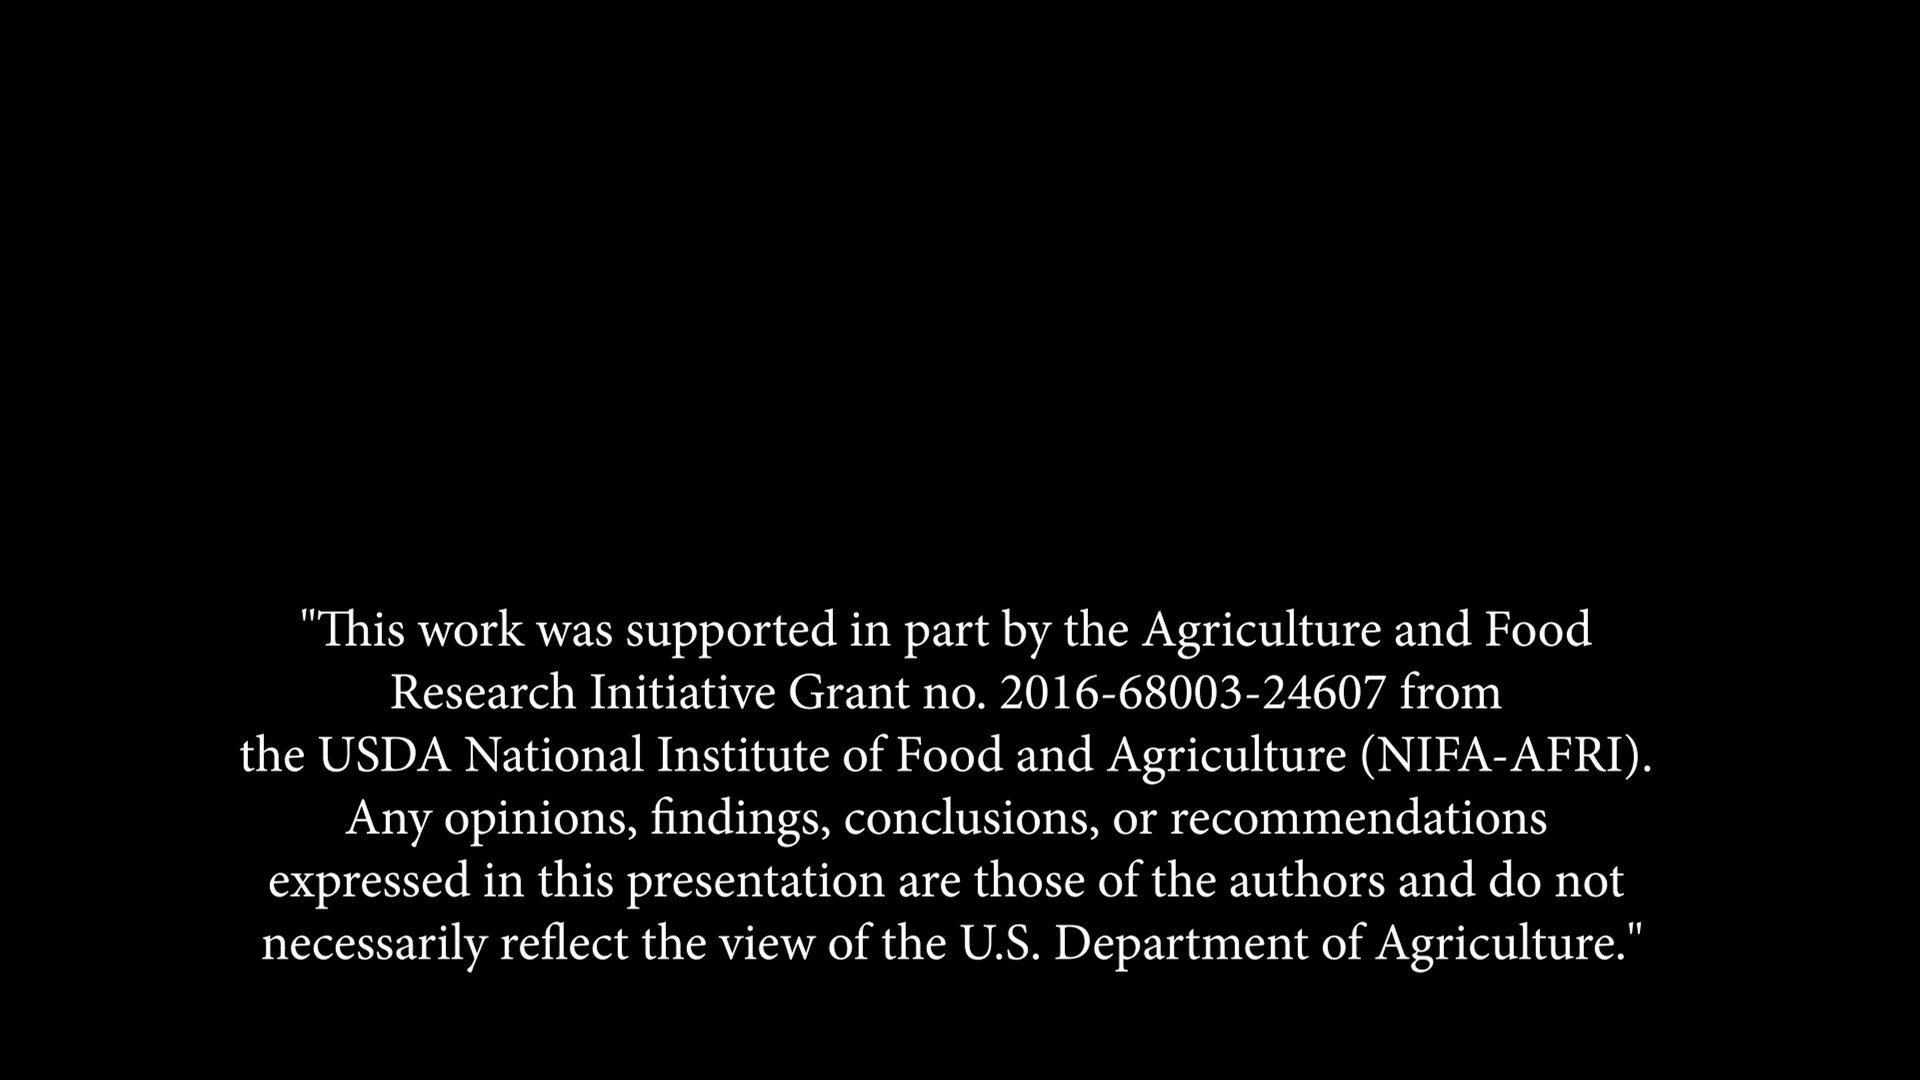 "This work was supported in part by the Agriculture and Food
Research Initiative Grant no. 2016-68003-24607 from
the USDA National Institute of Food and Agriculture (NIFA-AFRI).
Any opinions, findings, conclusions, or recommendations
expressed in this presentation are those of the authors and do not
necessarily reflect the view of the U.S. Department of Agriculture."